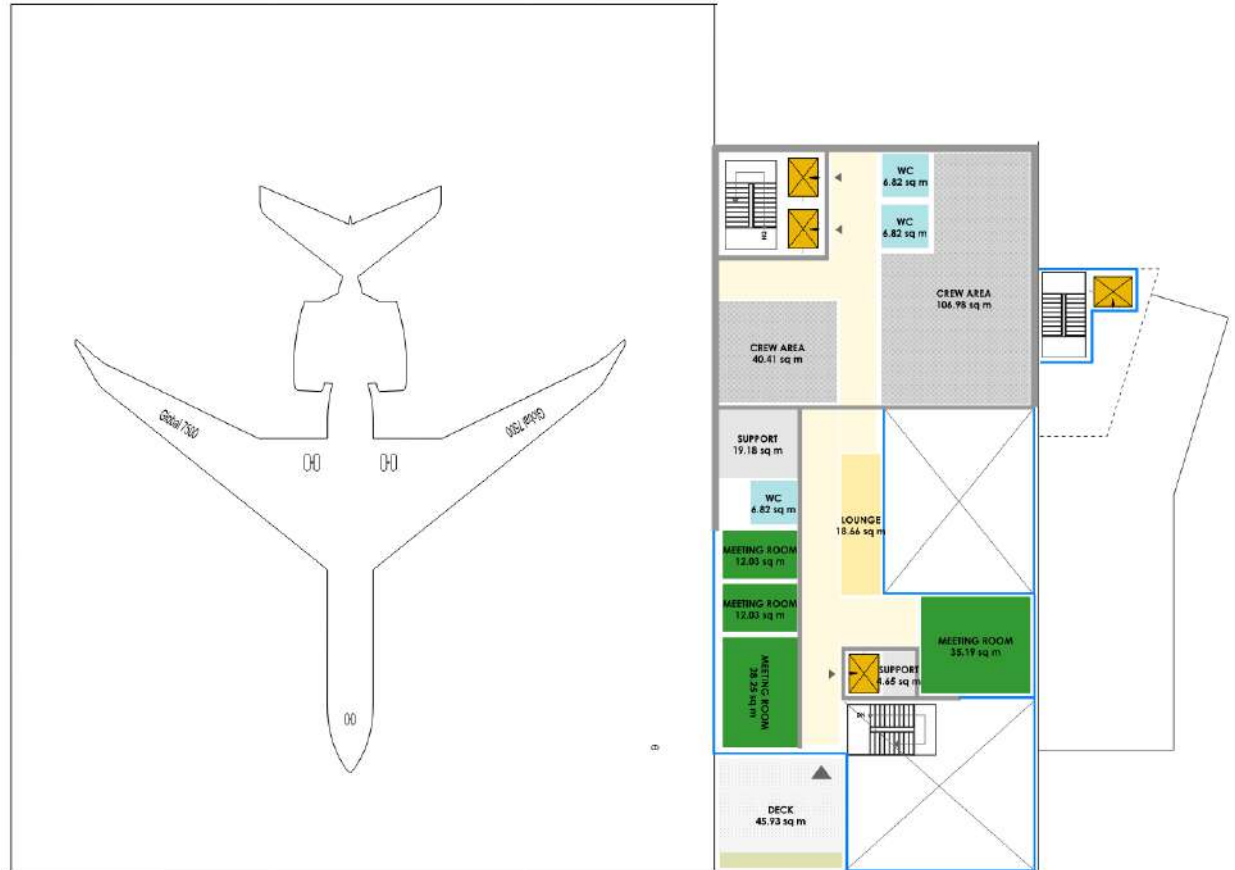 WC
6.82 sq m
WC
6.82 sq m
CREW AREA
106.98 sq m
CREW AREA
40.41 sq m
Global 7500
Global 7500
SUPPORT
19.18 sq m
WC
6.82 sq m
LOUNGE
18.66 sq m
MEETING ROOM
12.03 sq m
MEETING ROOM
12.03 sq m
MEETING ROOM
35.19 sq m
MEETING ROOM
28.25 sq m
SUPPORT
4.65 sq m
DECK
45.93 sq m